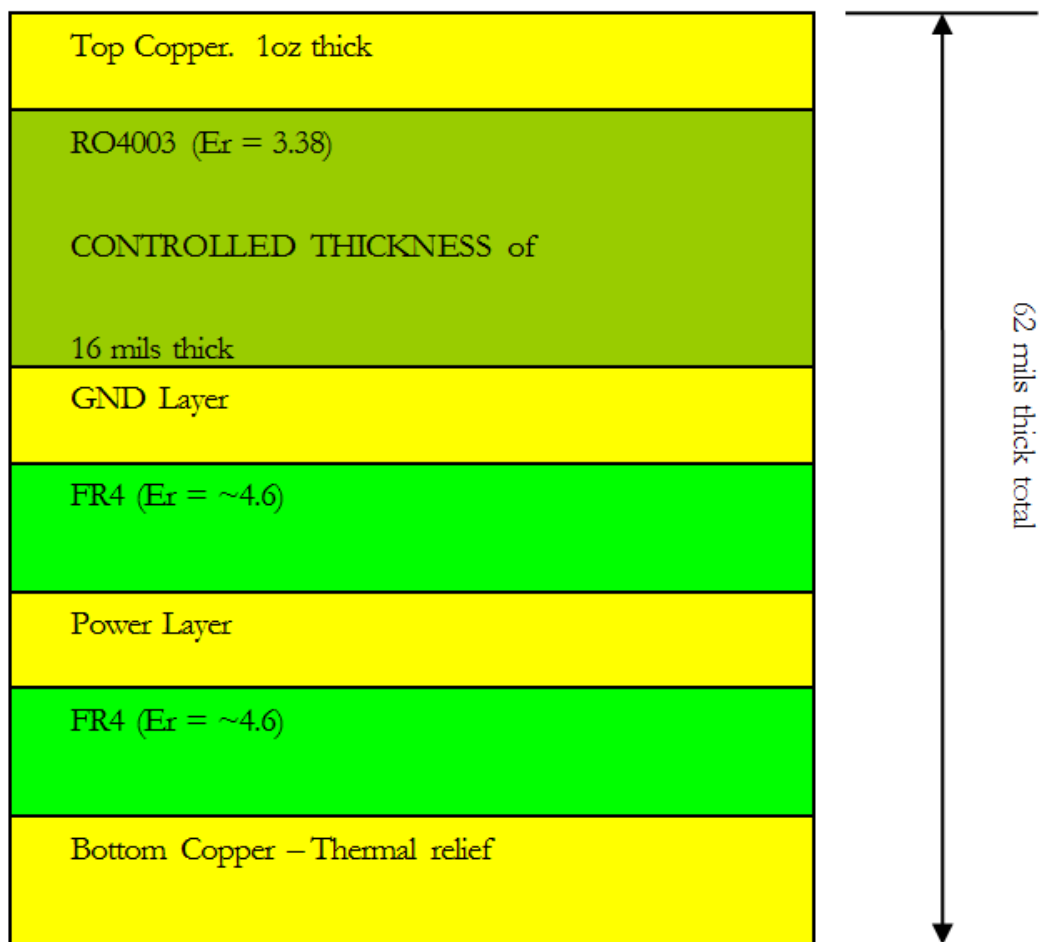 Top Copper. 1oz thick
RO4003 (Er = 3.38)
CONTROLLED THICKNESS of
16 mils thick
GND Layer
FR4 (Er = ~4.6)
Power Layer
FR4 (Er = ~4.6)
Bottom Copper – Thermal relief
62 mils thick total